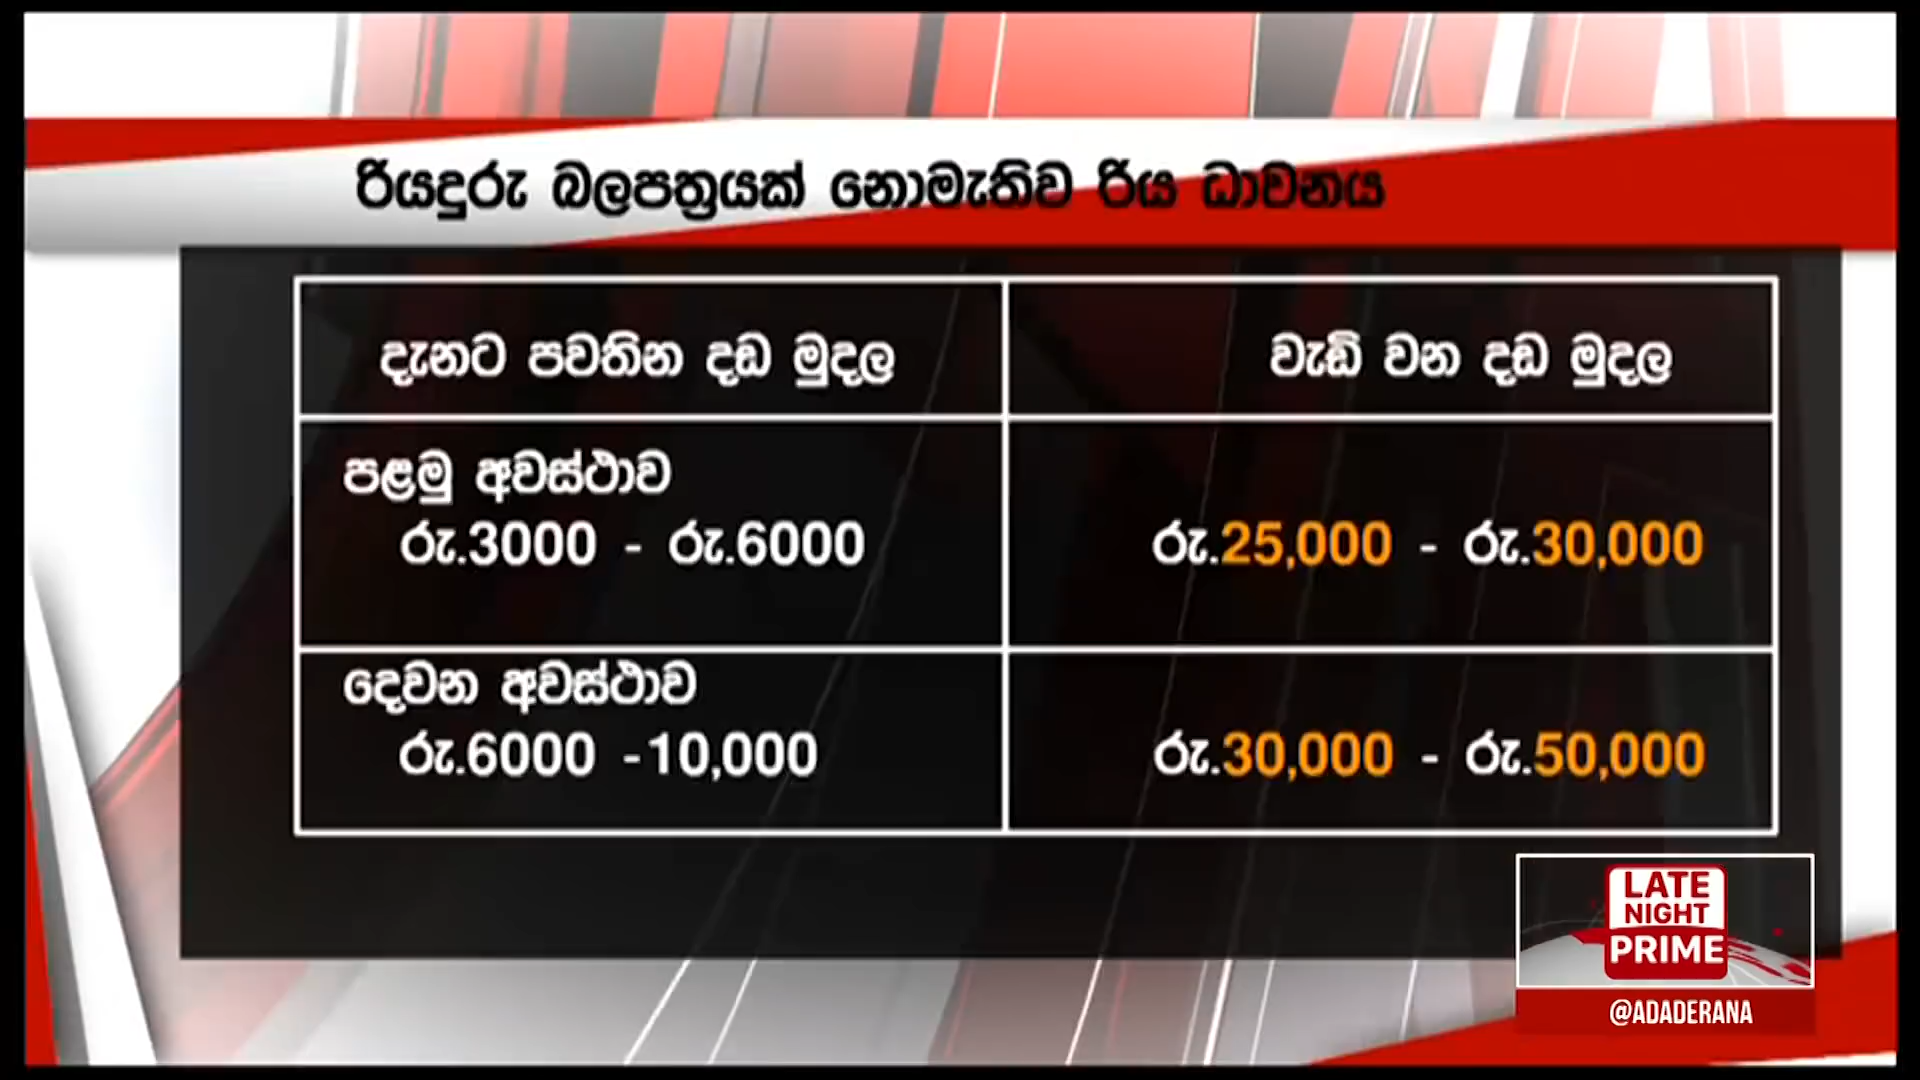 රියදුරු බලපත්‍රයක් නොමැතිව රිය ධාවනය
දැනට පවතින දඩ මුදල
වැඩි වන දඩ මුදල
පළමු අවස්ථාව
රු.3000 - රු.6000
රු.25,000 - රු.30,000
දෙවන අවස්ථාව
රු.6000 -10,000
රු.30,000 - රු.50,000
LATE
NIGHT
PRIME
@ADADERANA